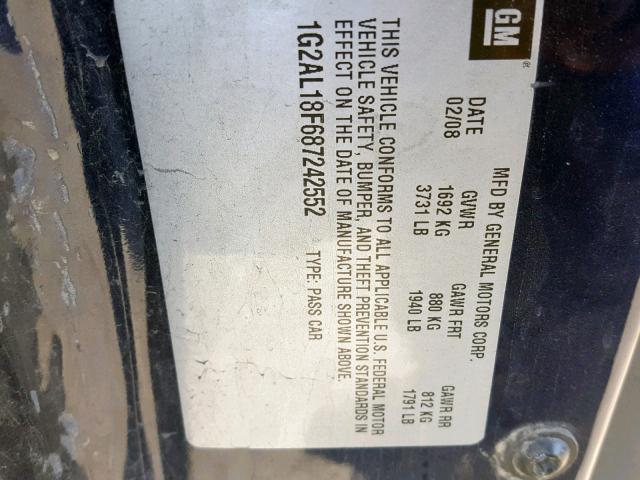 GM ®
MFD BY GENERAL MOTORS CORP.
DATE GVWR GAWR FRT GAWR RR
02/08 1692 KG 880 KG 812 KG
3731 LB 1940 LB 1791 LB
THIS VEHICLE CONFORMS TO ALL APPLICABLE U.S. FEDERAL MOTOR
VEHICLE SAFETY, BUMPER, AND THEFT PREVENTION STANDARDS IN
EFFECT ON THE DATE OF MANUFACTURE SHOWN ABOVE.
1G2AL18F687242552 TYPE: PASS CAR